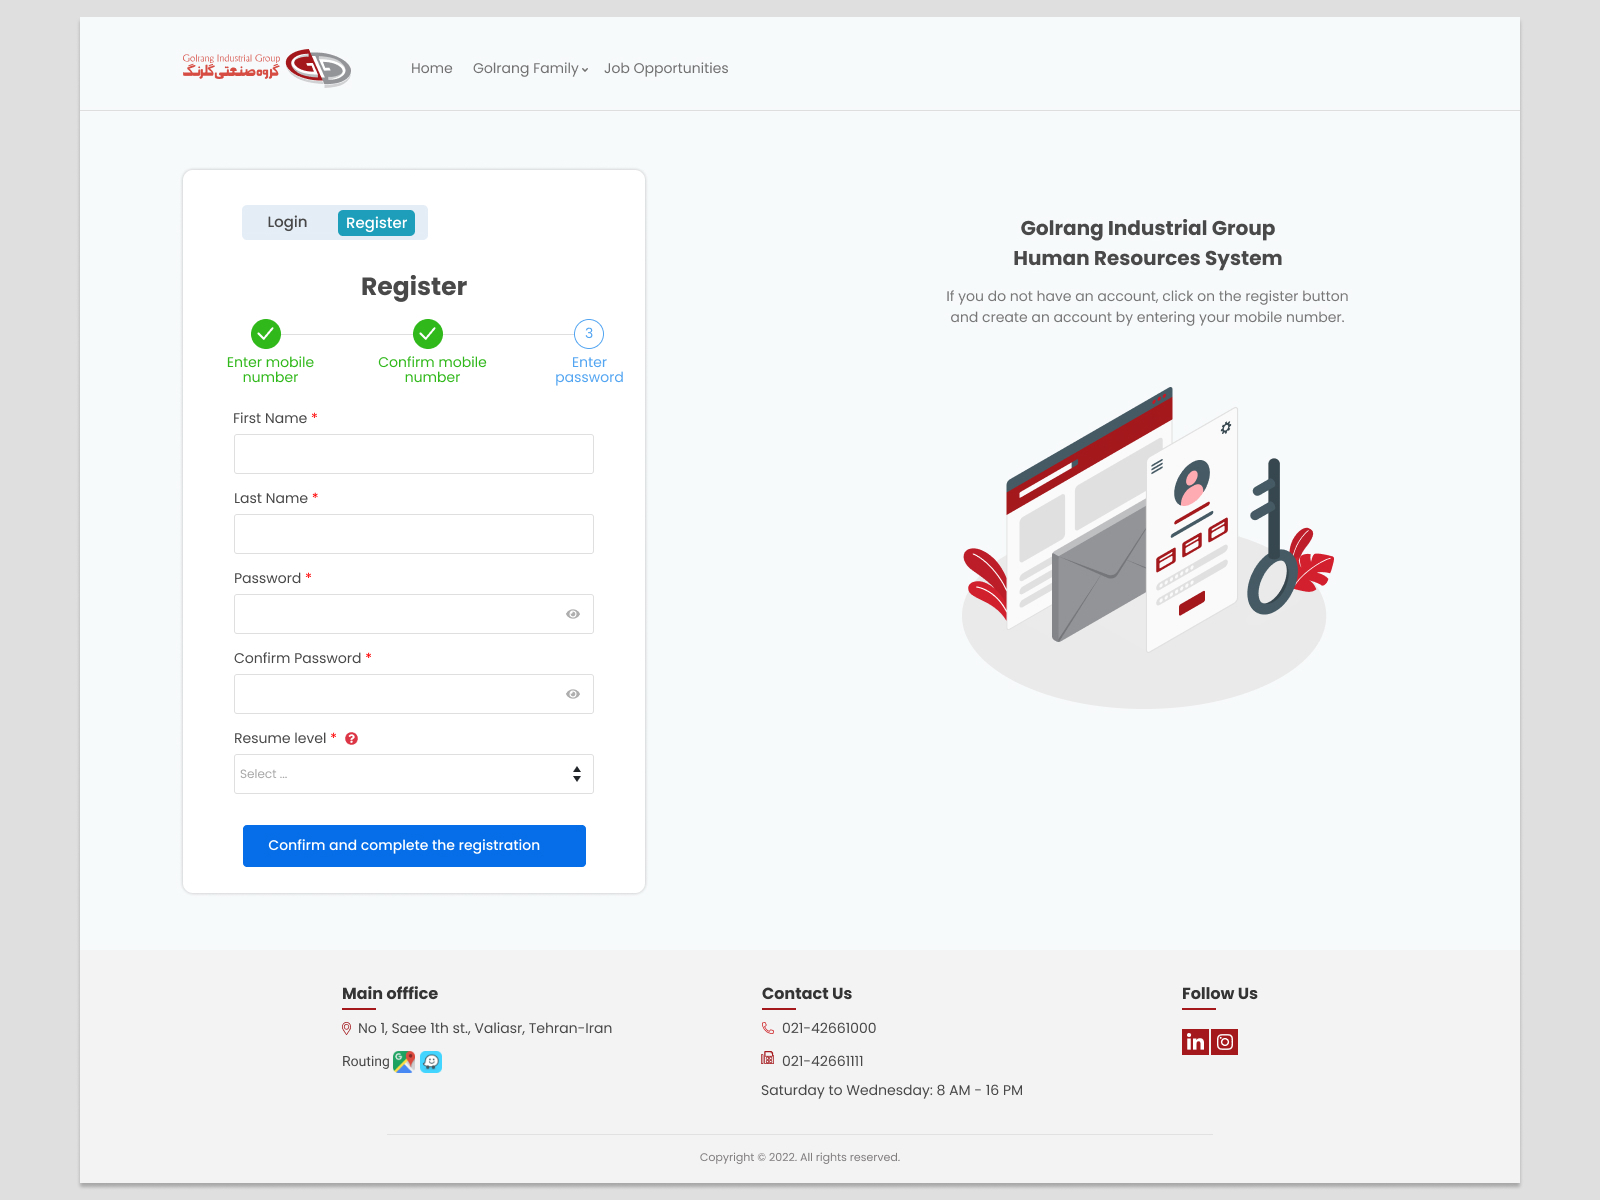 Golrang Industrial Group
گروه صنعتی گلرنگ
Home
Golrang Family
Job Opportunities
Login
Register
Register
3
Enter mobile
number
Confirm mobile
number
Enter
password
First Name *
Last Name *
Password *
Confirm Password *
Resume level * ?
Select ...
Confirm and complete the registration
Golrang Industrial Group
Human Resources System
If you do not have an account, click on the register button
and create an account by entering your mobile number.
Main offfice
No 1, Saee 1th st., Valiasr, Tehran-Iran
Routing
Contact Us
021-42661000
021-42661111
Saturday to Wednesday: 8 AM - 16 PM
Follow Us
in
Copyright © 2022. All rights reserved.